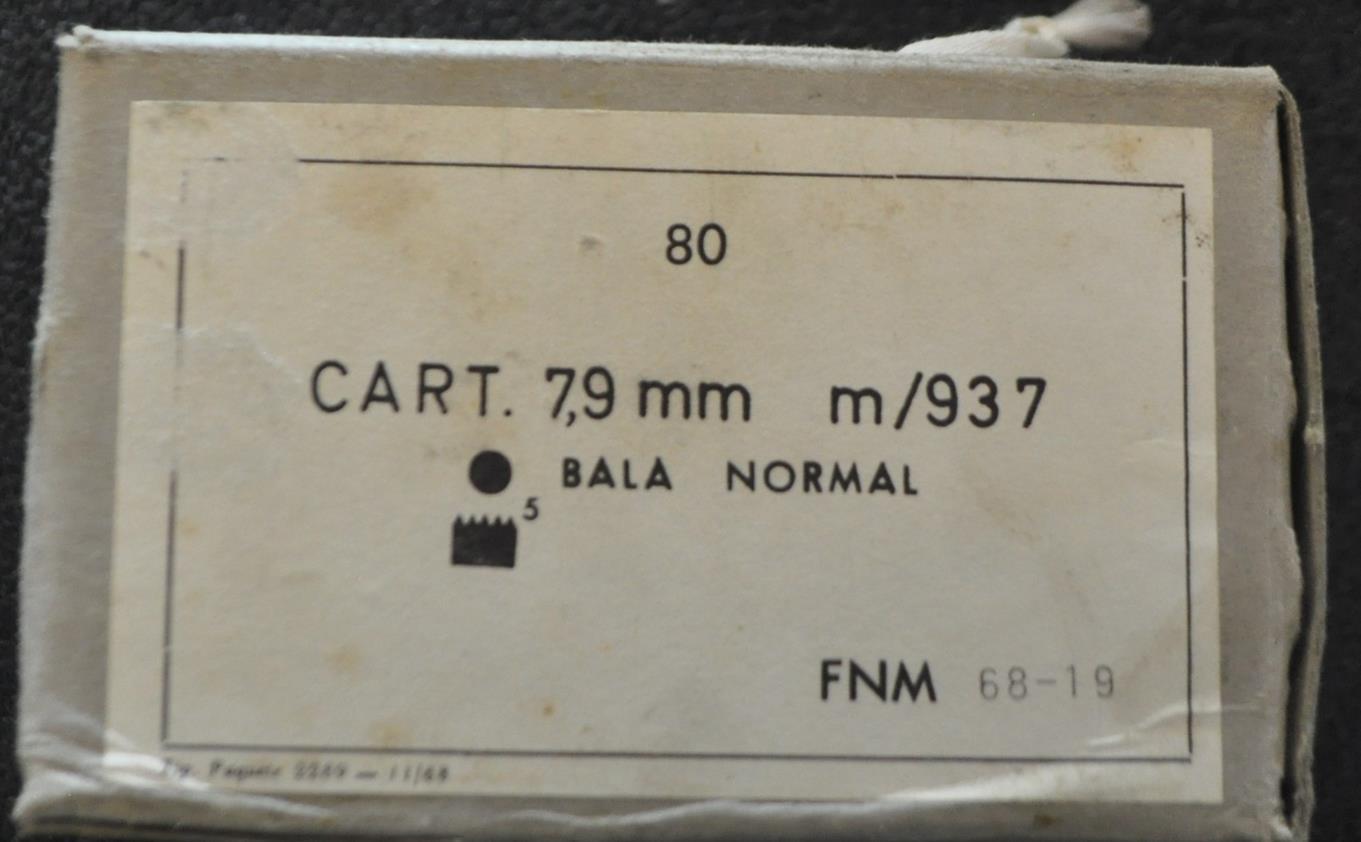 80
CART. 7,9 mm m/937
BALA NORMAL
5
FNM 68-19